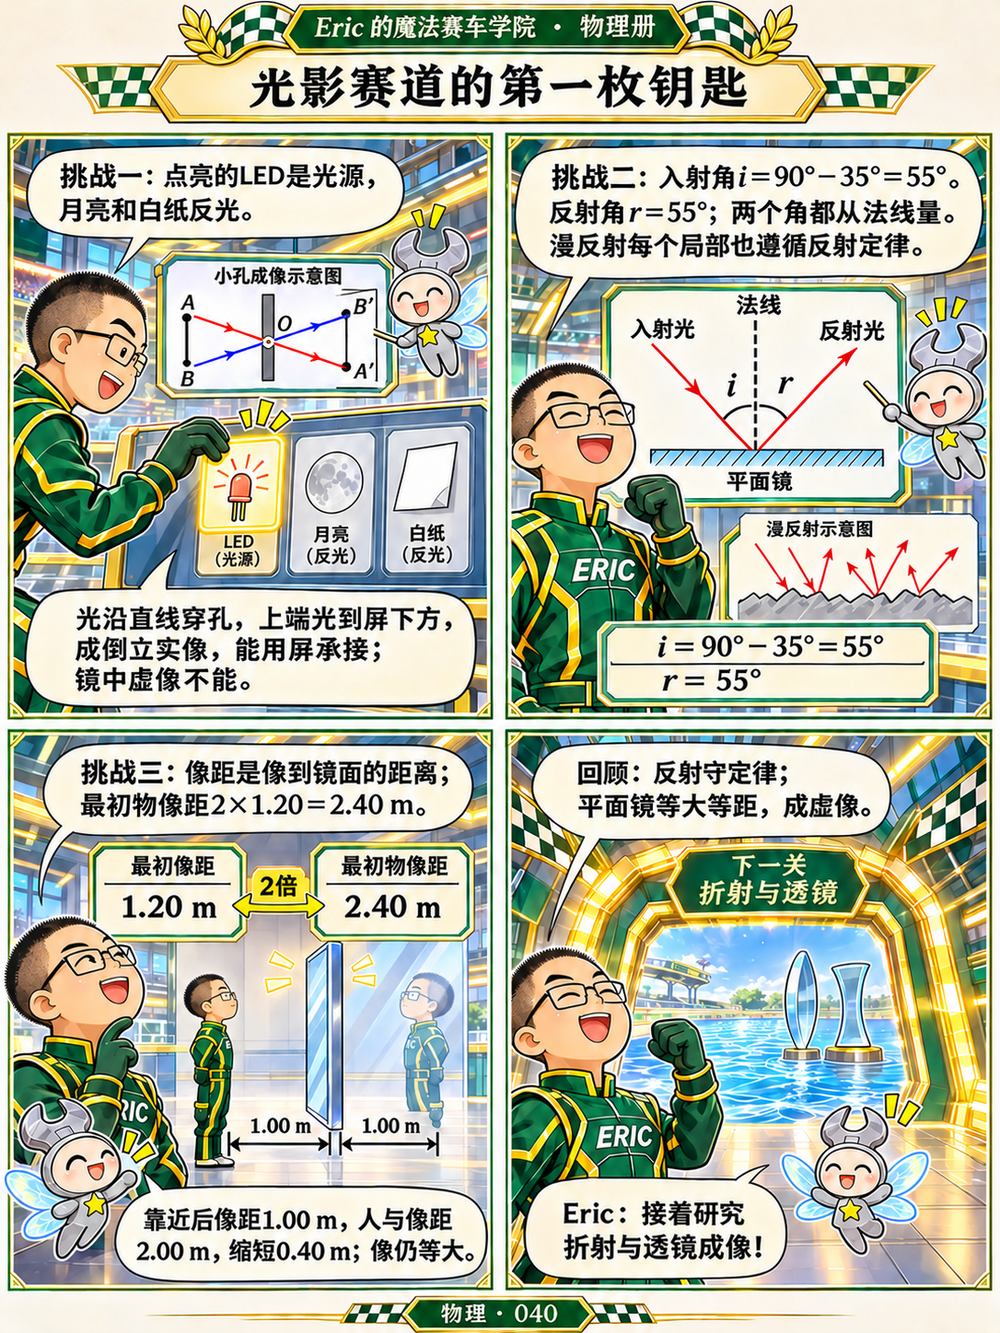 Eric 的魔法赛车学院 · 物理册
光影赛道的第一枚钥匙
挑战一：点亮的LED是光源，
月亮和白纸反光。
小孔成像示意图
A
B
O
B′
A′
LED
（光源）
月亮
（反光）
白纸
（反光）
光沿直线穿孔，上端光到屏下方，
成倒立实像，能用屏承接；
镜中虚像不能。
挑战二：入射角i＝90°－35°＝55°。
反射角r＝55°；两个角都从法线量。
漫反射每个局部也遵循反射定律。
法线
入射光
反射光
i
r
平面镜
ERIC
漫反射示意图
i = 90° − 35° = 55°
r = 55°
挑战三：像距是像到镜面的距离；
最初物像距2×1.20＝2.40 m。
最初像距
1.20 m
2倍
最初物像距
2.40 m
E
RIC
1.00 m
1.00 m
靠近后像距1.00 m，人与像距
2.00 m，缩短0.40 m；像仍等大。
回顾：反射守定律；
平面镜等大等距，成虚像。
下一关
折射与透镜
ERIC
Eric：接着研究
折射与透镜成像！
物理 · 040